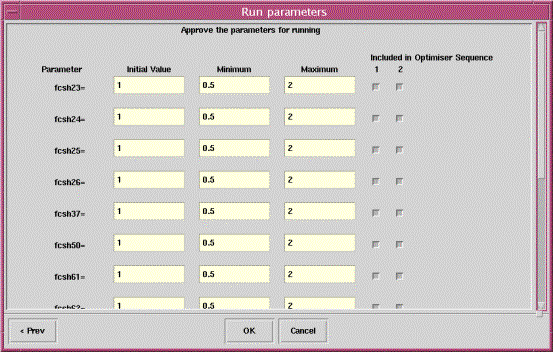 Run parameters
Approve the parameters for running
Included in Optimiser Sequence
Parameter Initial Value Minimum Maximum 1 2
fcsh23= 1 0.5 2
fcsh24= 1 0.5 2
fcsh25= 1 0.5 2
fcsh26= 1 0.5 2
fcsh37= 1 0.5 2
fcsh50= 1 0.5 2
fcsh61= 1 0.5 2
fcsh62= 1 0.5 2
< Prev OK Cancel